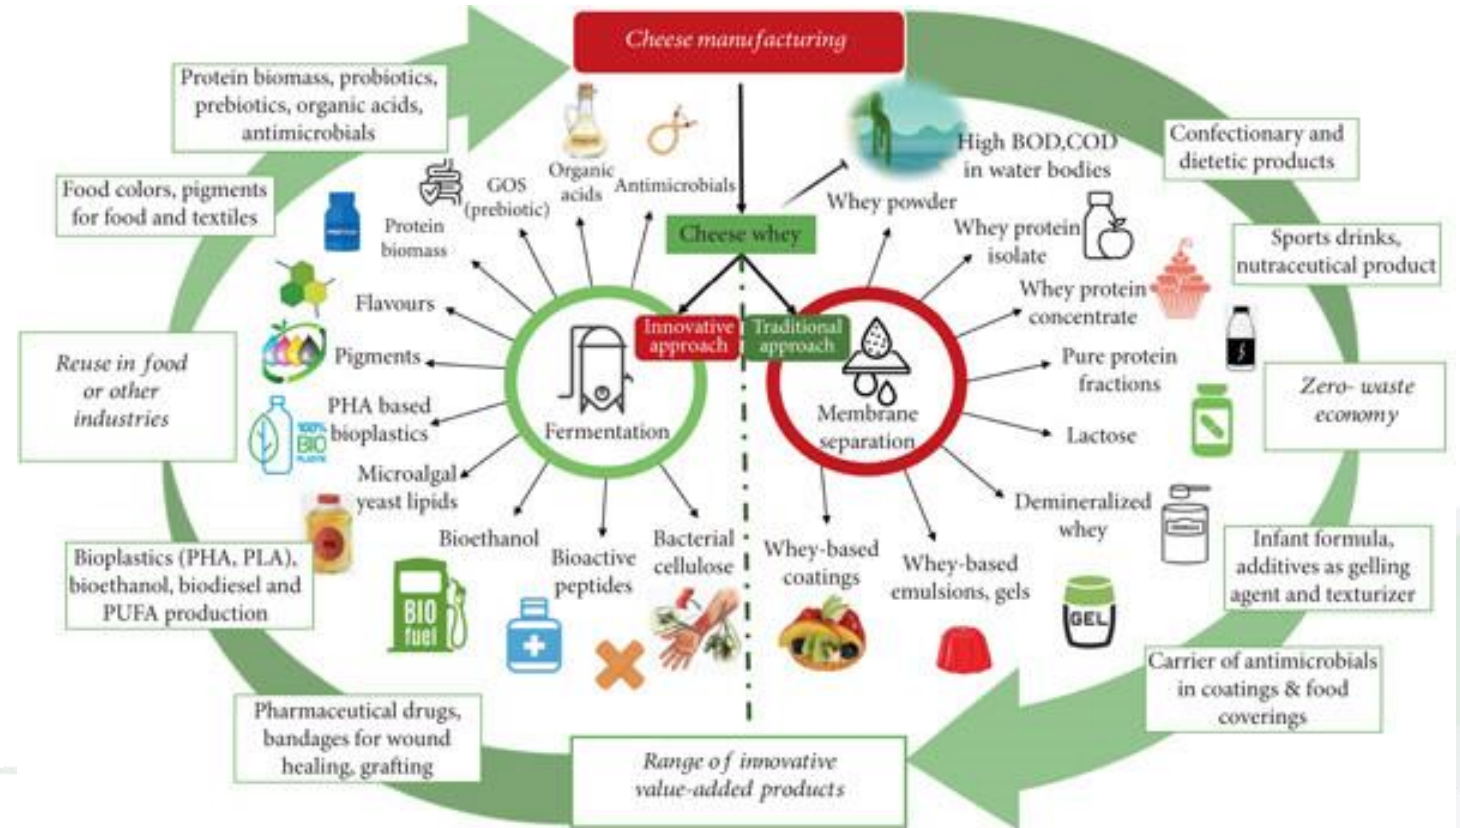 Cheese manufacturing
Protein biomass, probiotics,
prebiotics, organic acids,
antimicrobials
Food colors, pigments
for food and textiles
Reuse in food
or other
industries
Bioplastics (PHA, PLA),
bioethanol, biodiesel and
PUFA production
Pharmaceutical drugs,
bandages for wound
healing, grafting
Range of innovative
value-added products
Confectionary and
dietetic products
Sports drinks,
nutraceutical product
Zero- waste
economy
Infant formula,
additives as gelling
agent and texturizer
Carrier of antimicrobials
in coatings & food
coverings
High BOD,COD
in water bodies
Cheese whey
Innovative
approach
Traditional
approach
Fermentation
Antimicrobials
Organic
acids
GOS
(prebiotic)
Protein
biomass
Flavours
Pigments
PHA based
bioplastics
100%
BIO
Microalgal
yeast lipids
Bioethanol
BIO
fuel
Bioactive
peptides
Bacterial
cellulose
Membrane
separation
Whey powder
Whey protein
isolate
Whey protein
concentrate
Pure protein
fractions
Lactose
Demineralized
whey
Whey-based
emulsions, gels
GEL
Whey-based
coatings